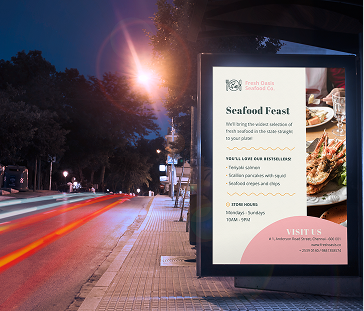 Fresh Oasis
Seafood Co.
Seafood Feast
We'll bring the widest selection of
fresh seafood in the state straight
to your plate!
YOU'LL LOVE OUR BESTSELLERS!
- Teriyaki salmon
- Scallion pancakes with squid
- Seafood crepes and chips
STORE HOURS
Mondays - Sundays
10AM - 9PM
VISIT US